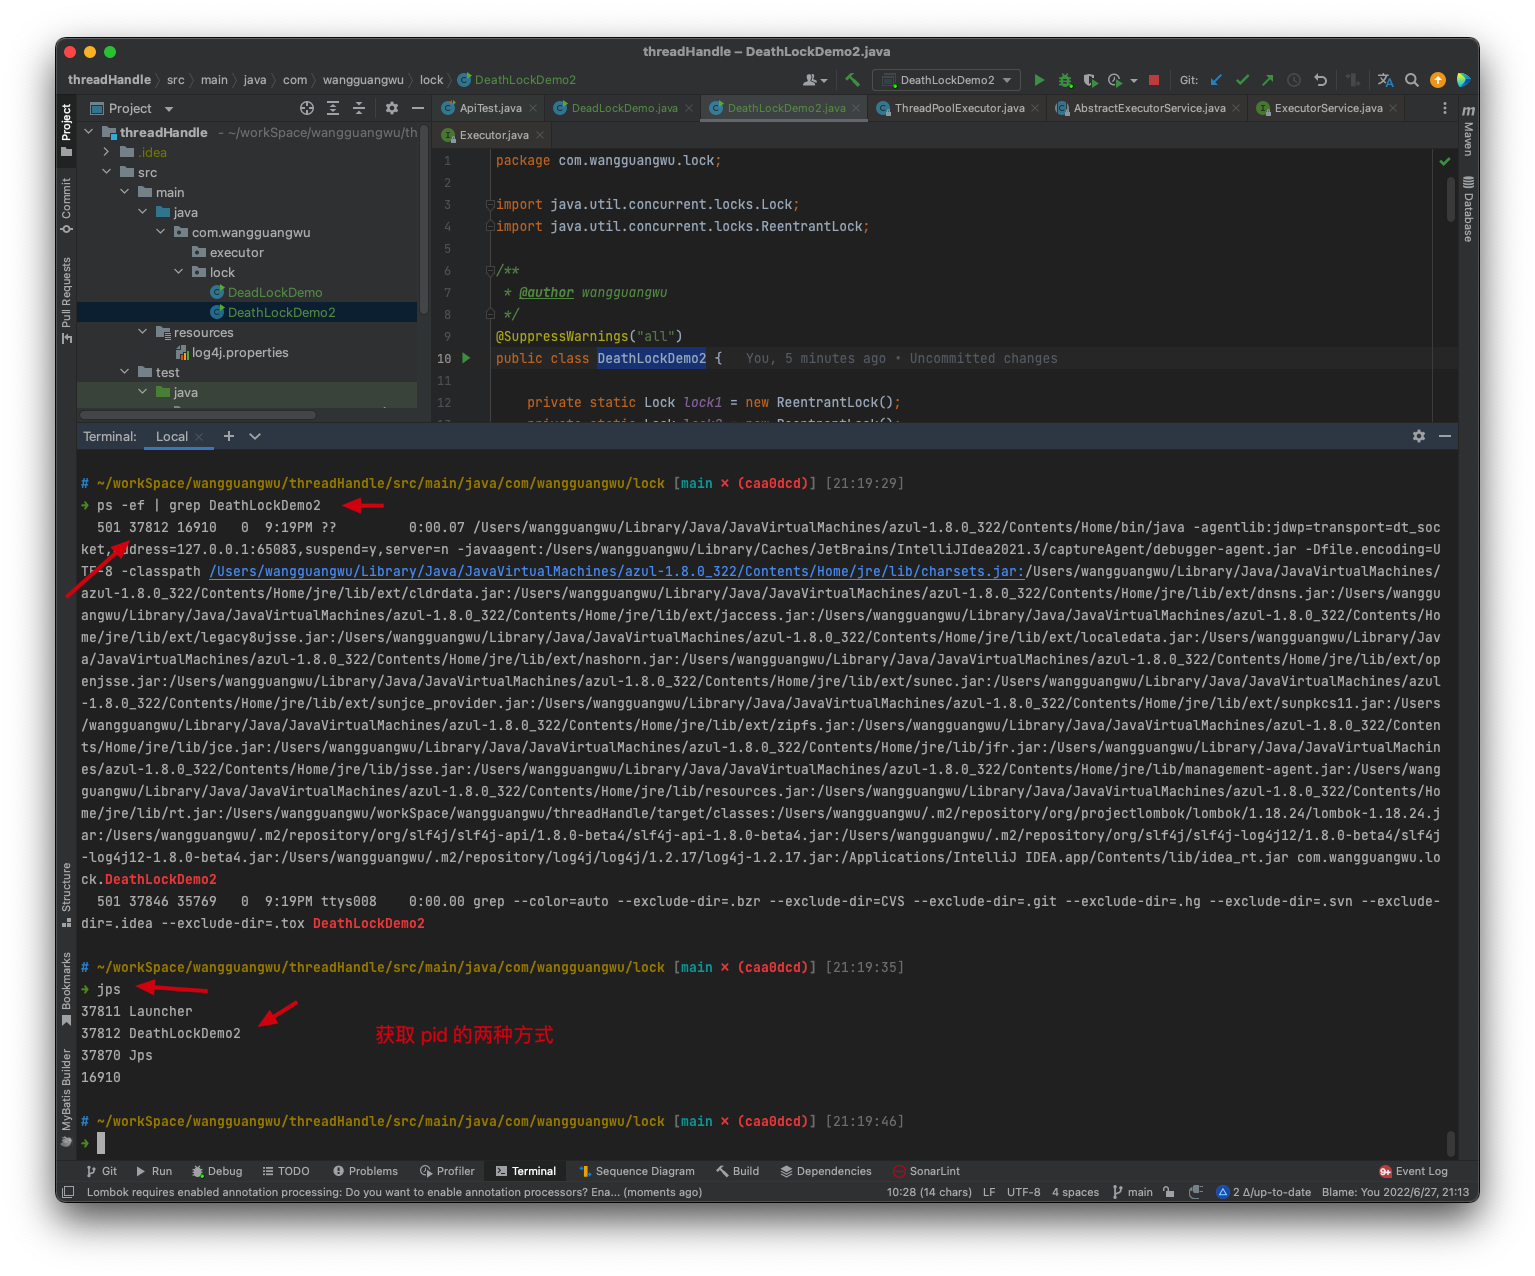 threadHandle – DeathLockDemo2.java
threadHandle src main java com wangguangwu lock DeathLockDemo2
DeathLockDemo2
Git:
Project
ApiTest.java DeadLockDemo.java DeathLockDemo2.java ThreadPoolExecutor.java AbstractExecutorService.java ExecutorService.java
Executor.java
threadHandle - ~/workSpace/wangguangwu/th
.idea
src
main
java
com.wangguangwu
executor
lock
DeadLockDemo
DeathLockDemo2
resources
log4j.properties
test
java
Project
Commit
Pull Requests
Structure
Bookmarks
MyBatis Builder
m Maven
Database
1 package com.wangguangwu.lock;
2
3 import java.util.concurrent.locks.Lock;
4 import java.util.concurrent.locks.ReentrantLock;
5
6 /**
7 * @author wangguangwu
8 */
9 @SuppressWarnings("all")
10 public class DeathLockDemo2 { You, 5 minutes ago • Uncommitted changes
11
12 private static Lock lock1 = new ReentrantLock();
Terminal: Local
# ~/workSpace/wangguangwu/threadHandle/src/main/java/com/wangguangwu/lock [main × (caa0dcd)] [21:19:29]
→ ps -ef | grep DeathLockDemo2
501 37812 16910 0 9:19PM ?? 0:00.07 /Users/wangguangwu/Library/Java/JavaVirtualMachines/azul-1.8.0_322/Contents/Home/bin/java -agentlib:jdwp=transport=dt_soc
ket,address=127.0.0.1:65083,suspend=y,server=n -javaagent:/Users/wangguangwu/Library/Caches/JetBrains/IntelliJIdea2021.3/captureAgent/debugger-agent.jar -Dfile.encoding=U
TF-8 -classpath /Users/wangguangwu/Library/Java/JavaVirtualMachines/azul-1.8.0_322/Contents/Home/jre/lib/charsets.jar:/Users/wangguangwu/Library/Java/JavaVirtualMachines/
azul-1.8.0_322/Contents/Home/jre/lib/ext/cldrdata.jar:/Users/wangguangwu/Library/Java/JavaVirtualMachines/azul-1.8.0_322/Contents/Home/jre/lib/ext/dnsns.jar:/Users/canggu
angwu/Library/Java/JavaVirtualMachines/azul-1.8.0_322/Contents/Home/jre/lib/ext/jaccess.jar:/Users/wangguangwu/Library/Java/JavaVirtualMachines/azul-1.8.0_322/Contents/Ho
me/jre/lib/ext/legacy8ujsse.jar:/Users/wangguangwu/Library/Java/JavaVirtualMachines/azul-1.8.0_322/Contents/Home/jre/lib/ext/localedata.jar:/Users/wangguangwu/Library/Jav
a/JavaVirtualMachines/azul-1.8.0_322/Contents/Home/jre/lib/ext/nashorn.jar:/Users/wangguangwu/Library/Java/JavaVirtualMachines/azul-1.8.0_322/Contents/Home/jre/lib/ext/op
enjsse.jar:/Users/wangguangwu/Library/Java/JavaVirtualMachines/azul-1.8.0_322/Contents/Home/jre/lib/ext/sunec.jar:/Users/wangguangwu/Library/Java/JavaVirtualMachines/azul
-1.8.0_322/Contents/Home/jre/lib/ext/sunjce_provider.jar:/Users/wangguangwu/Library/Java/JavaVirtualMachines/azul-1.8.0_322/Contents/Home/jre/lib/ext/sunpkcs11.jar:/Users
/wangguangwu/Library/Java/JavaVirtualMachines/azul-1.8.0_322/Contents/Home/jre/lib/ext/zipfs.jar:/Users/wangguangwu/Library/Java/JavaVirtualMachines/azul-1.8.0_322/Conten
ts/Home/jre/lib/jce.jar:/Users/wangguangwu/Library/Java/JavaVirtualMachines/azul-1.8.0_322/Contents/Home/jre/lib/jfr.jar:/Users/wangguangwu/Library/Java/JavaVirtualMachin
es/azul-1.8.0_322/Contents/Home/jre/lib/jsse.jar:/Users/wangguangwu/Library/Java/JavaVirtualMachines/azul-1.8.0_322/Contents/Home/jre/lib/management-agent.jar:/Users/wang
guangwu/Library/Java/JavaVirtualMachines/azul-1.8.0_322/Contents/Home/jre/lib/resources.jar:/Users/wangguangwu/Library/Java/JavaVirtualMachines/azul-1.8.0_322/Contents/Ho
me/jre/lib/rt.jar:/Users/wangguangwu/workSpace/wangguangwu/threadHandle/target/classes:/Users/wangguangwu/.m2/repository/org/projectlombok/lombok/1.18.24/lombok-1.18.24.j
ar:/Users/wangguangwu/.m2/repository/org/slf4j/slf4j-api/1.8.0-beta4/slf4j-api-1.8.0-beta4.jar:/Users/wangguangwu/.m2/repository/org/slf4j/slf4j-log4j12/1.8.0-beta4/slf4j
-log4j12-1.8.0-beta4.jar:/Users/wangguangwu/.m2/repository/log4j/log4j/1.2.17/log4j-1.2.17.jar:/Applications/IntelliJ IDEA.app/Contents/lib/idea_rt.jar com.wangguangwu.lo
ck.DeathLockDemo2
501 37846 35769 0 9:19PM ttys008 0:00.00 grep --color=auto --exclude-dir=.bzr --exclude-dir=CVS --exclude-dir=.git --exclude-dir=.hg --exclude-dir=.svn --exclude-
dir=.idea --exclude-dir=.tox DeathLockDemo2
# ~/workSpace/wangguangwu/threadHandle/src/main/java/com/wangguangwu/lock [main × (caa0dcd)] [21:19:35]
→ jps
37811 Launcher
37812 DeathLockDemo2
获取 pid 的两种方式
37870 Jps
16910
# ~/workSpace/wangguangwu/threadHandle/src/main/java/com/wangguangwu/lock [main × (caa0dcd)] [21:19:46]
→
Git Run Debug TODO Problems Profiler Terminal Sequence Diagram Build Dependencies SonarLint 9+ Event Log
Lombok requires enabled annotation processing: Do you want to enable annotation processors? Ena... (moments ago) 10:28 (14 chars) LF UTF-8 4 spaces main 2 Δ/up-to-date Blame: You 2022/6/27, 21:13